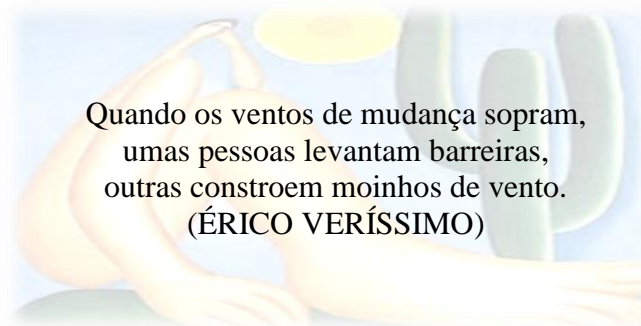 Quando os ventos de mudança sopram,
umas pessoas levantam barreiras,
outras constroem moinhos de vento.
(ÉRICO VERÍSSIMO)